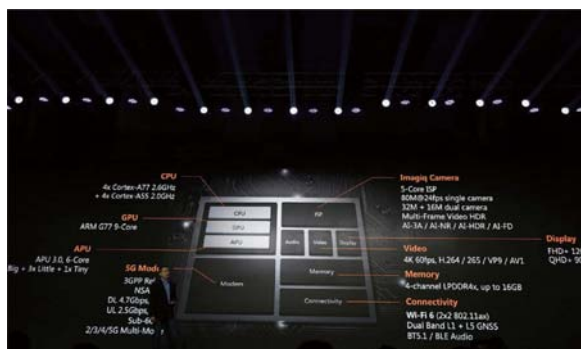 CPU
4x Cortex-A77 2.6GHz
+ 4x Cortex-A55 2.0GHz
GPU
ARM G77 9-Core
APU
APU 3.0, 6-Core
Big + 3x Little + 1x Tiny
5G Mod
3GPP Re
NSA
DL 4.7Gbps,
UL 2.5Gbps,
Sub-6G
2/3/4/5G Multi-Mo
CPU
GPU
APU
Modem
ISP
Audio
Video
Display
Memory
Connectivity
Imagiq Camera
5-Core ISP
80M@24fps single camera
32M + 16M dual camera
Multi-Frame Video HDR
AI-3A / AI-NR / AI-HDR / AI-FD
Display
FHD+ 12
QHD+ 90
Video
4K 60fps, H.264 / 265 / VP9 / AV1
Memory
4-channel LPDDR4x, up to 16GB
Connectivity
Wi-Fi 6 (2x2 802.11ax)
Dual Band L1 + L5 GNSS
BT5.1 / BLE Audio